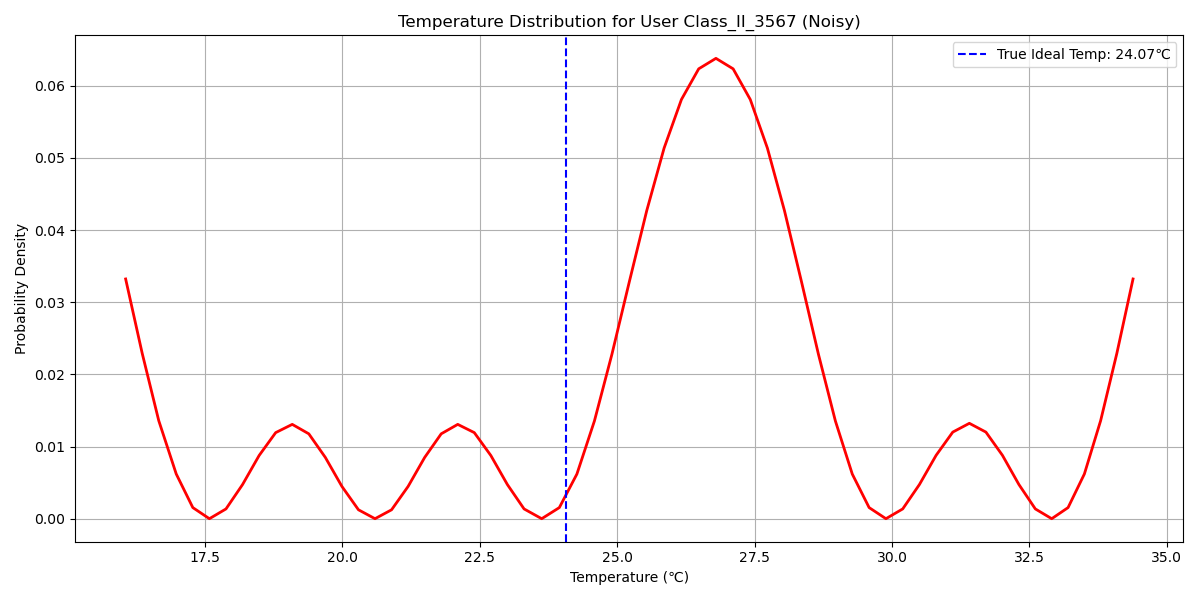 Temperature Distribution for User Class_II_3567 (Noisy)
True Ideal Temp: 24.07℃
Probability Density
0.06
0.05
0.04
0.03
0.02
0.01
0.00
17.5 20.0 22.5 25.0 27.5 30.0 32.5 35.0
Temperature (℃)